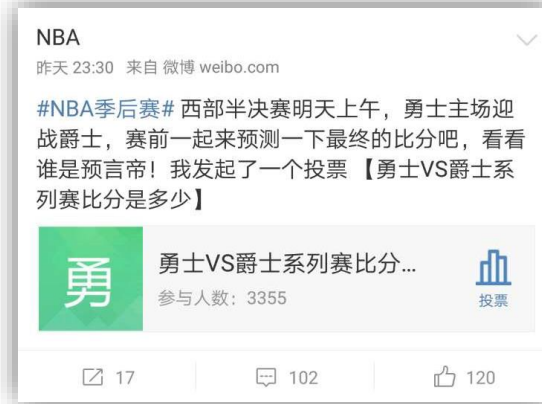 NBA
昨天 23:30 来自 微博 weibo.com
#NBA季后赛# 西部半决赛明天上午，勇士主场迎
战爵士，赛前一起来预测一下最终的比分吧，看看
谁是预言帝！我发起了一个投票 【勇士VS爵士系
列赛比分是多少】
勇
勇士VS爵士系列赛比分...
参与人数：3355
投票
17
102
120